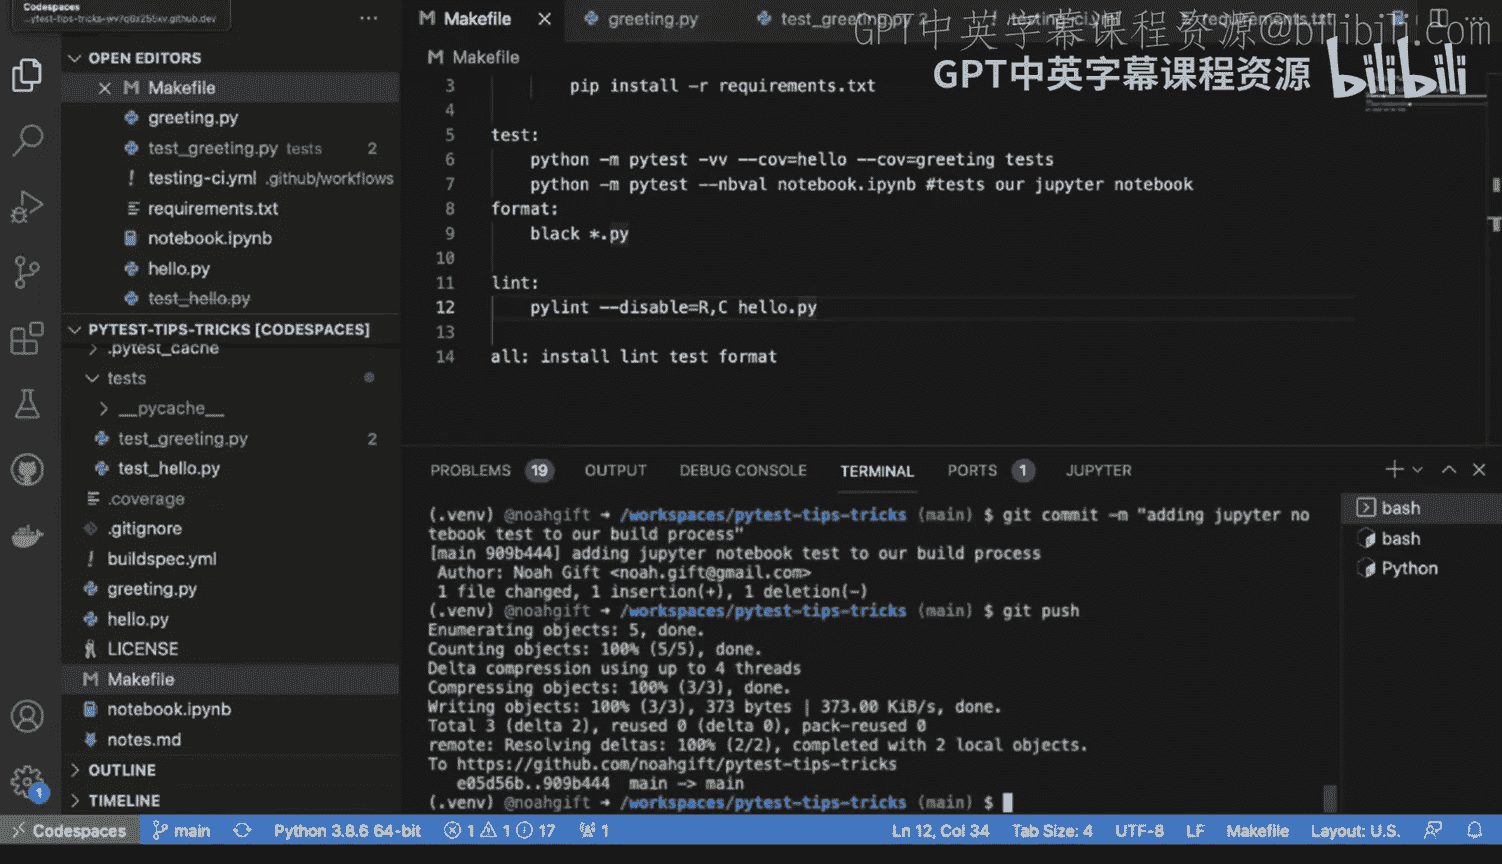 Codespaces
...ytest-tips-tricks-wv7q6x255xv.github.dev
Makefile
greeting.py
test_greeting.py 2
testing-ci.yml
requirements.txt
GPT中英字幕课程资源@bilibili.com
GPT中英字幕课程资源 bilibili
OPEN EDITORS
Makefile
greeting.py
test_greeting.py tests 2
testing-ci.yml .github/workflows
requirements.txt
notebook.ipynb
hello.py
test_hello.py
PYTEST-TIPS-TRICKS [CODESPACES]
.pytest_cache
tests
__pycache__
test_greeting.py 2
test_hello.py
.coverage
.gitignore
buildspec.yml
greeting.py
hello.py
LICENSE
Makefile
notebook.ipynb
notes.md
OUTLINE
TIMELINE
Makefile
3 pip install -r requirements.txt
4
5 test:
6 python -m pytest -vv --cov=hello --cov=greeting tests
7 python -m pytest --nbval notebook.ipynb #tests our jupyter notebook
8 format:
9 black *.py
10
11 lint:
12 pylint --disable=R,C hello.py
13
14 all: install lint test format
PROBLEMS 19 OUTPUT DEBUG CONSOLE TERMINAL PORTS 1 JUPYTER
(.venv) @noahgift → /workspaces/pytest-tips-tricks (main) $ git commit -m "adding jupyter no
tebook test to our build process"
[main 909b444] adding jupyter notebook test to our build process
Author: Noah Gift <noah.gift@gmail.com>
1 file changed, 1 insertion(+), 1 deletion(-)
(.venv) @noahgift → /workspaces/pytest-tips-tricks (main) $ git push
Enumerating objects: 5, done.
Counting objects: 100% (5/5), done.
Delta compression using up to 4 threads
Compressing objects: 100% (3/3), done.
Writing objects: 100% (3/3), 373 bytes | 373.00 KiB/s, done.
Total 3 (delta 2), reused 0 (delta 0), pack-reused 0
remote: Resolving deltas: 100% (2/2), completed with 2 local objects.
To https://github.com/noahgift/pytest-tips-tricks
e05d56b..909b444 main -> main
(.venv) @noahgift → /workspaces/pytest-tips-tricks (main) $
bash
bash
Python
1
Codespaces main Python 3.8.6 64-bit 1 1 17 1 Ln 12, Col 34 Tab Size: 4 UTF-8 LF Makefile Layout: U.S.